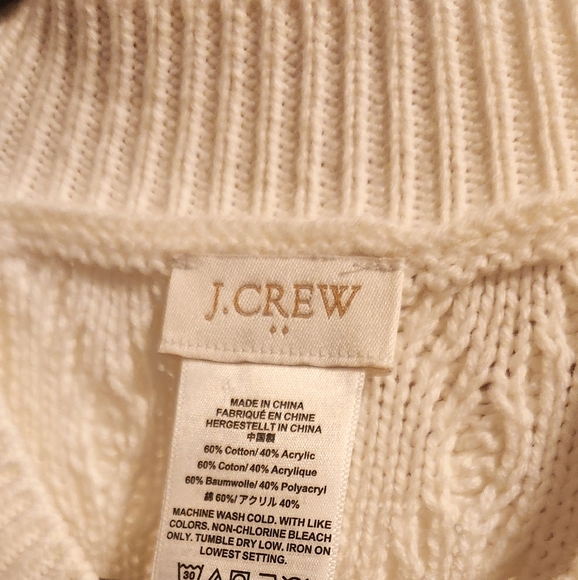 J.CREW
MADE IN CHINA
FABRIQUÉ EN CHINE
HERGESTELLT IN CHINA
中国製
60% Cotton/ 40% Acrylic
60% Coton/ 40% Acrylique
60% Baumwolle/ 40% Polyacryl
綿 60%/ アクリル 40%
MACHINE WASH COLD. WITH LIKE
COLORS. NON-CHLORINE BLEACH
ONLY. TUMBLE DRY LOW. IRON ON
LOWEST SETTING.
30